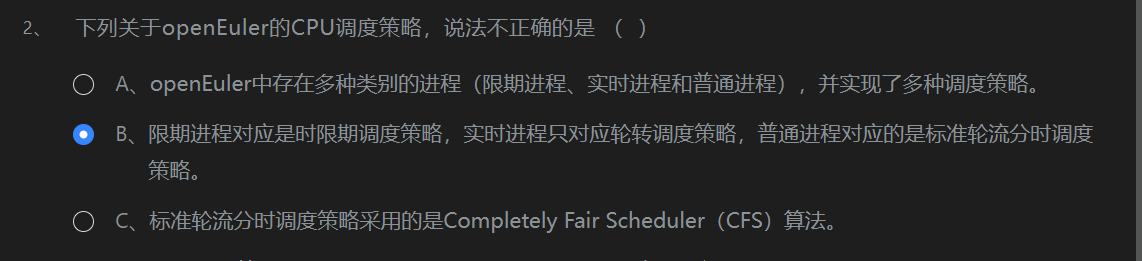 2、 下列关于openEuler的CPU调度策略，说法不正确的是 （ ）
A、openEuler中存在多种类别的进程（限期进程、实时进程和普通进程），并实现了多种调度策略。
B、限期进程对应是时限期调度策略，实时进程只对应轮转调度策略，普通进程对应的是标准轮流分时调度
策略。
C、标准轮流分时调度策略采用的是Completely Fair Scheduler（CFS）算法。